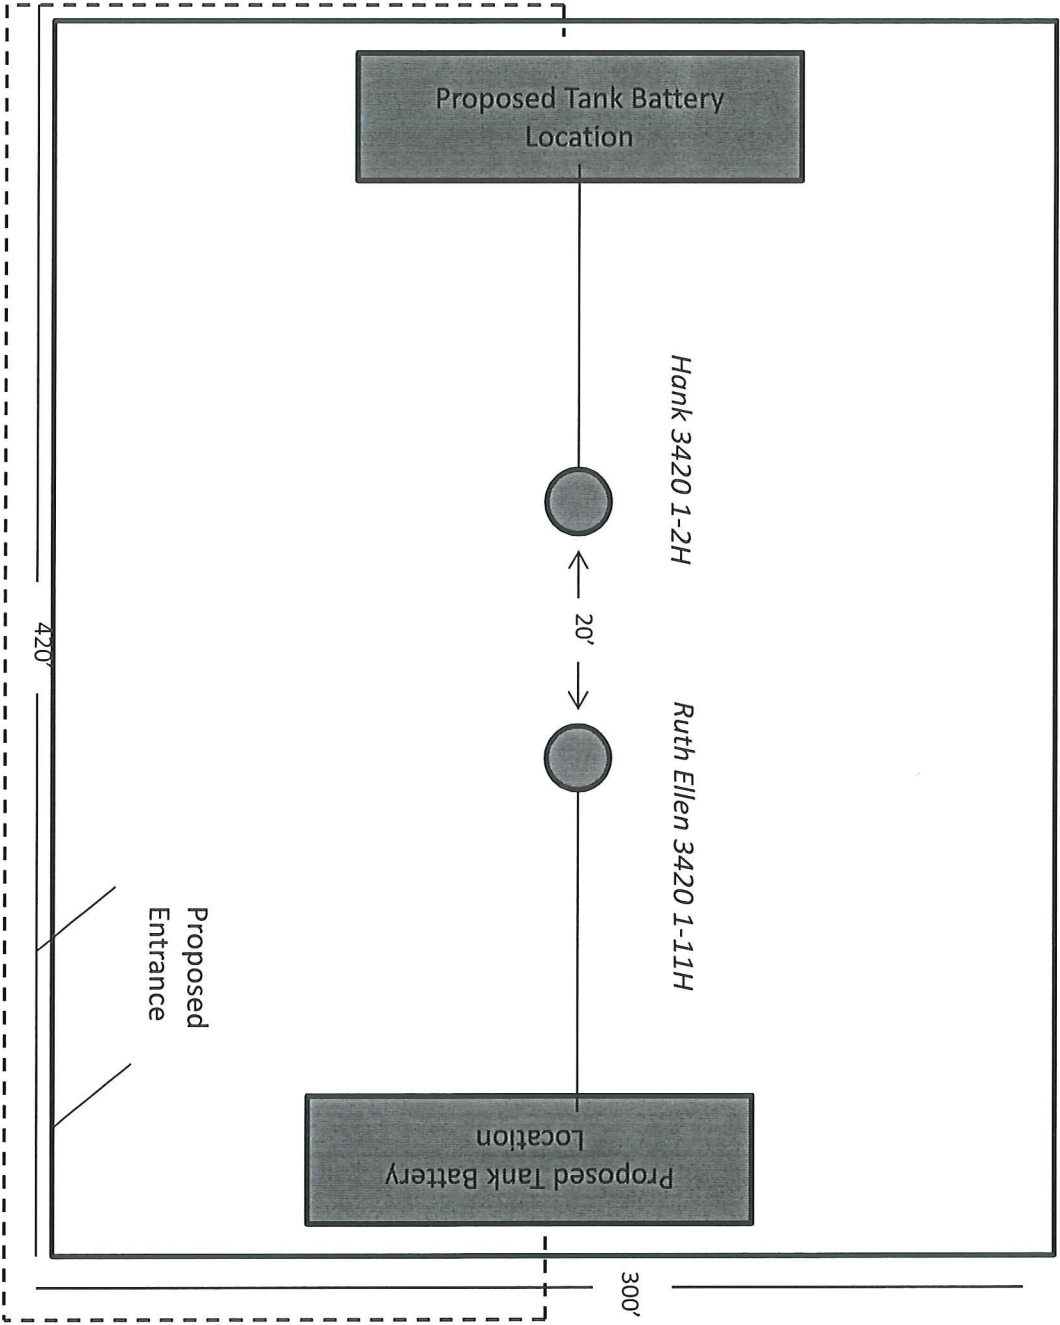 Proposed Tank Battery
Location
Hank 3420 1-2H
20'
Ruth Ellen 3420 1-11H
420'
Proposed
Entrance
Proposed Tank Battery
Location
300'